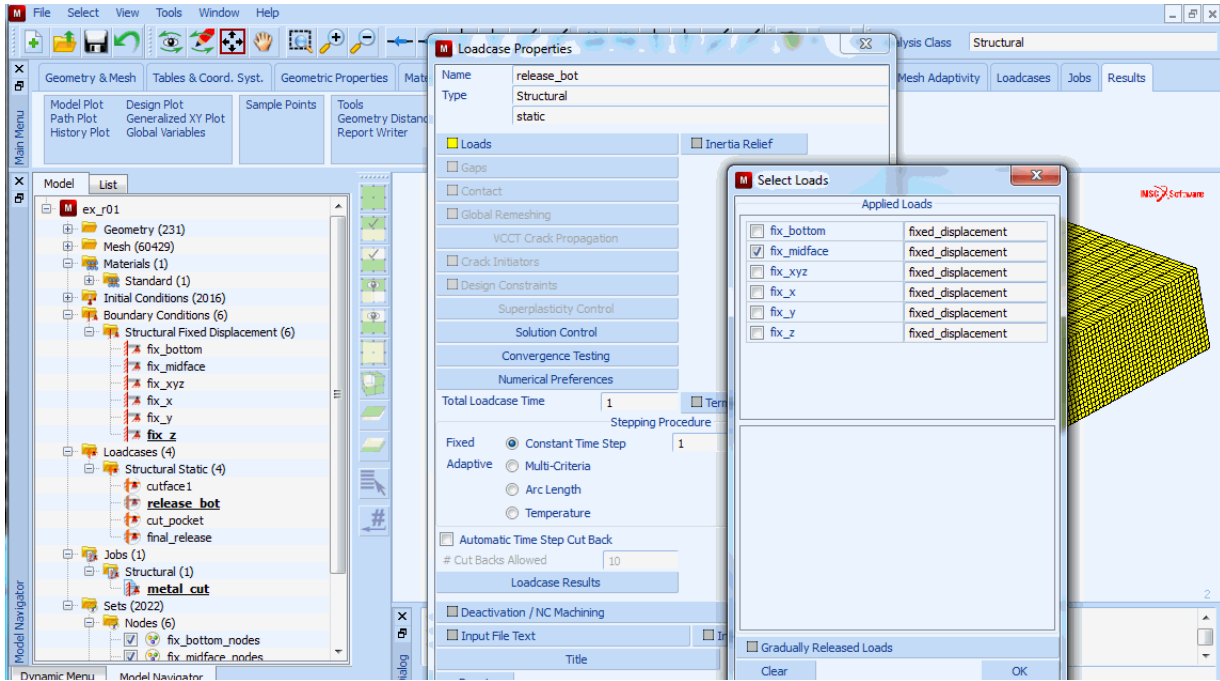 File Select View Tools Window Help
Loadcase Properties
alysis Class Structural
Geometry & Mesh Tables & Coord. Syst. Geometric Properties Mate
Mesh Adaptivity Loadcases Jobs Results
Main Menu
Model Plot Design Plot Sample Points Tools
Path Plot Generalized XY Plot Geometry Distanc
History Plot Global Variables Report Writer
Name release_bot
Type Structural
static
Loads Inertia Relief
Gaps
Contact
Global Remeshing
VCCT Crack Propagation
Crack Initiators
Design Constraints
Superplasticity Control
Solution Control
Convergence Testing
Numerical Preferences
Total Loadcase Time 1 Term
Stepping Procedure
Fixed Constant Time Step 1
Adaptive Multi-Criteria
Arc Length
Temperature
Automatic Time Step Cut Back
# Cut Backs Allowed 10
Loadcase Results
Deactivation / NC Machining
Input File Text In
Title
Select Loads
Applied Loads
fix_bottom fixed_displacement
fix_midface fixed_displacement
fix_xyz fixed_displacement
fix_x fixed_displacement
fix_y fixed_displacement
fix_z fixed_displacement
Gradually Released Loads
Clear OK
MSC Software
2
Model List
ex_r01
Geometry (231)
Mesh (60429)
Materials (1)
Standard (1)
Initial Conditions (2016)
Boundary Conditions (6)
Structural Fixed Displacement (6)
fix_bottom
fix_midface
fix_xyz
fix_x
fix_y
fix_z
Loadcases (4)
Structural Static (4)
cutface1
release_bot
cut_pocket
final_release
Jobs (1)
Structural (1)
metal_cut
Sets (2022)
Nodes (6)
fix_bottom_nodes
fix_midface_nodes
Model Navigator
Dynamic Menu Model Navigator
Dialog